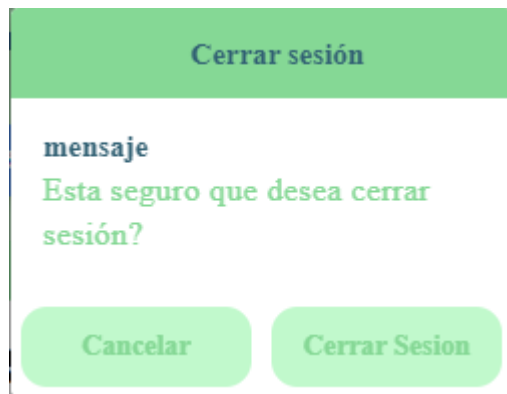 Cerrar sesión
mensaje
Esta seguro que desea cerrar
sesión?
Cancelar
Cerrar Sesion